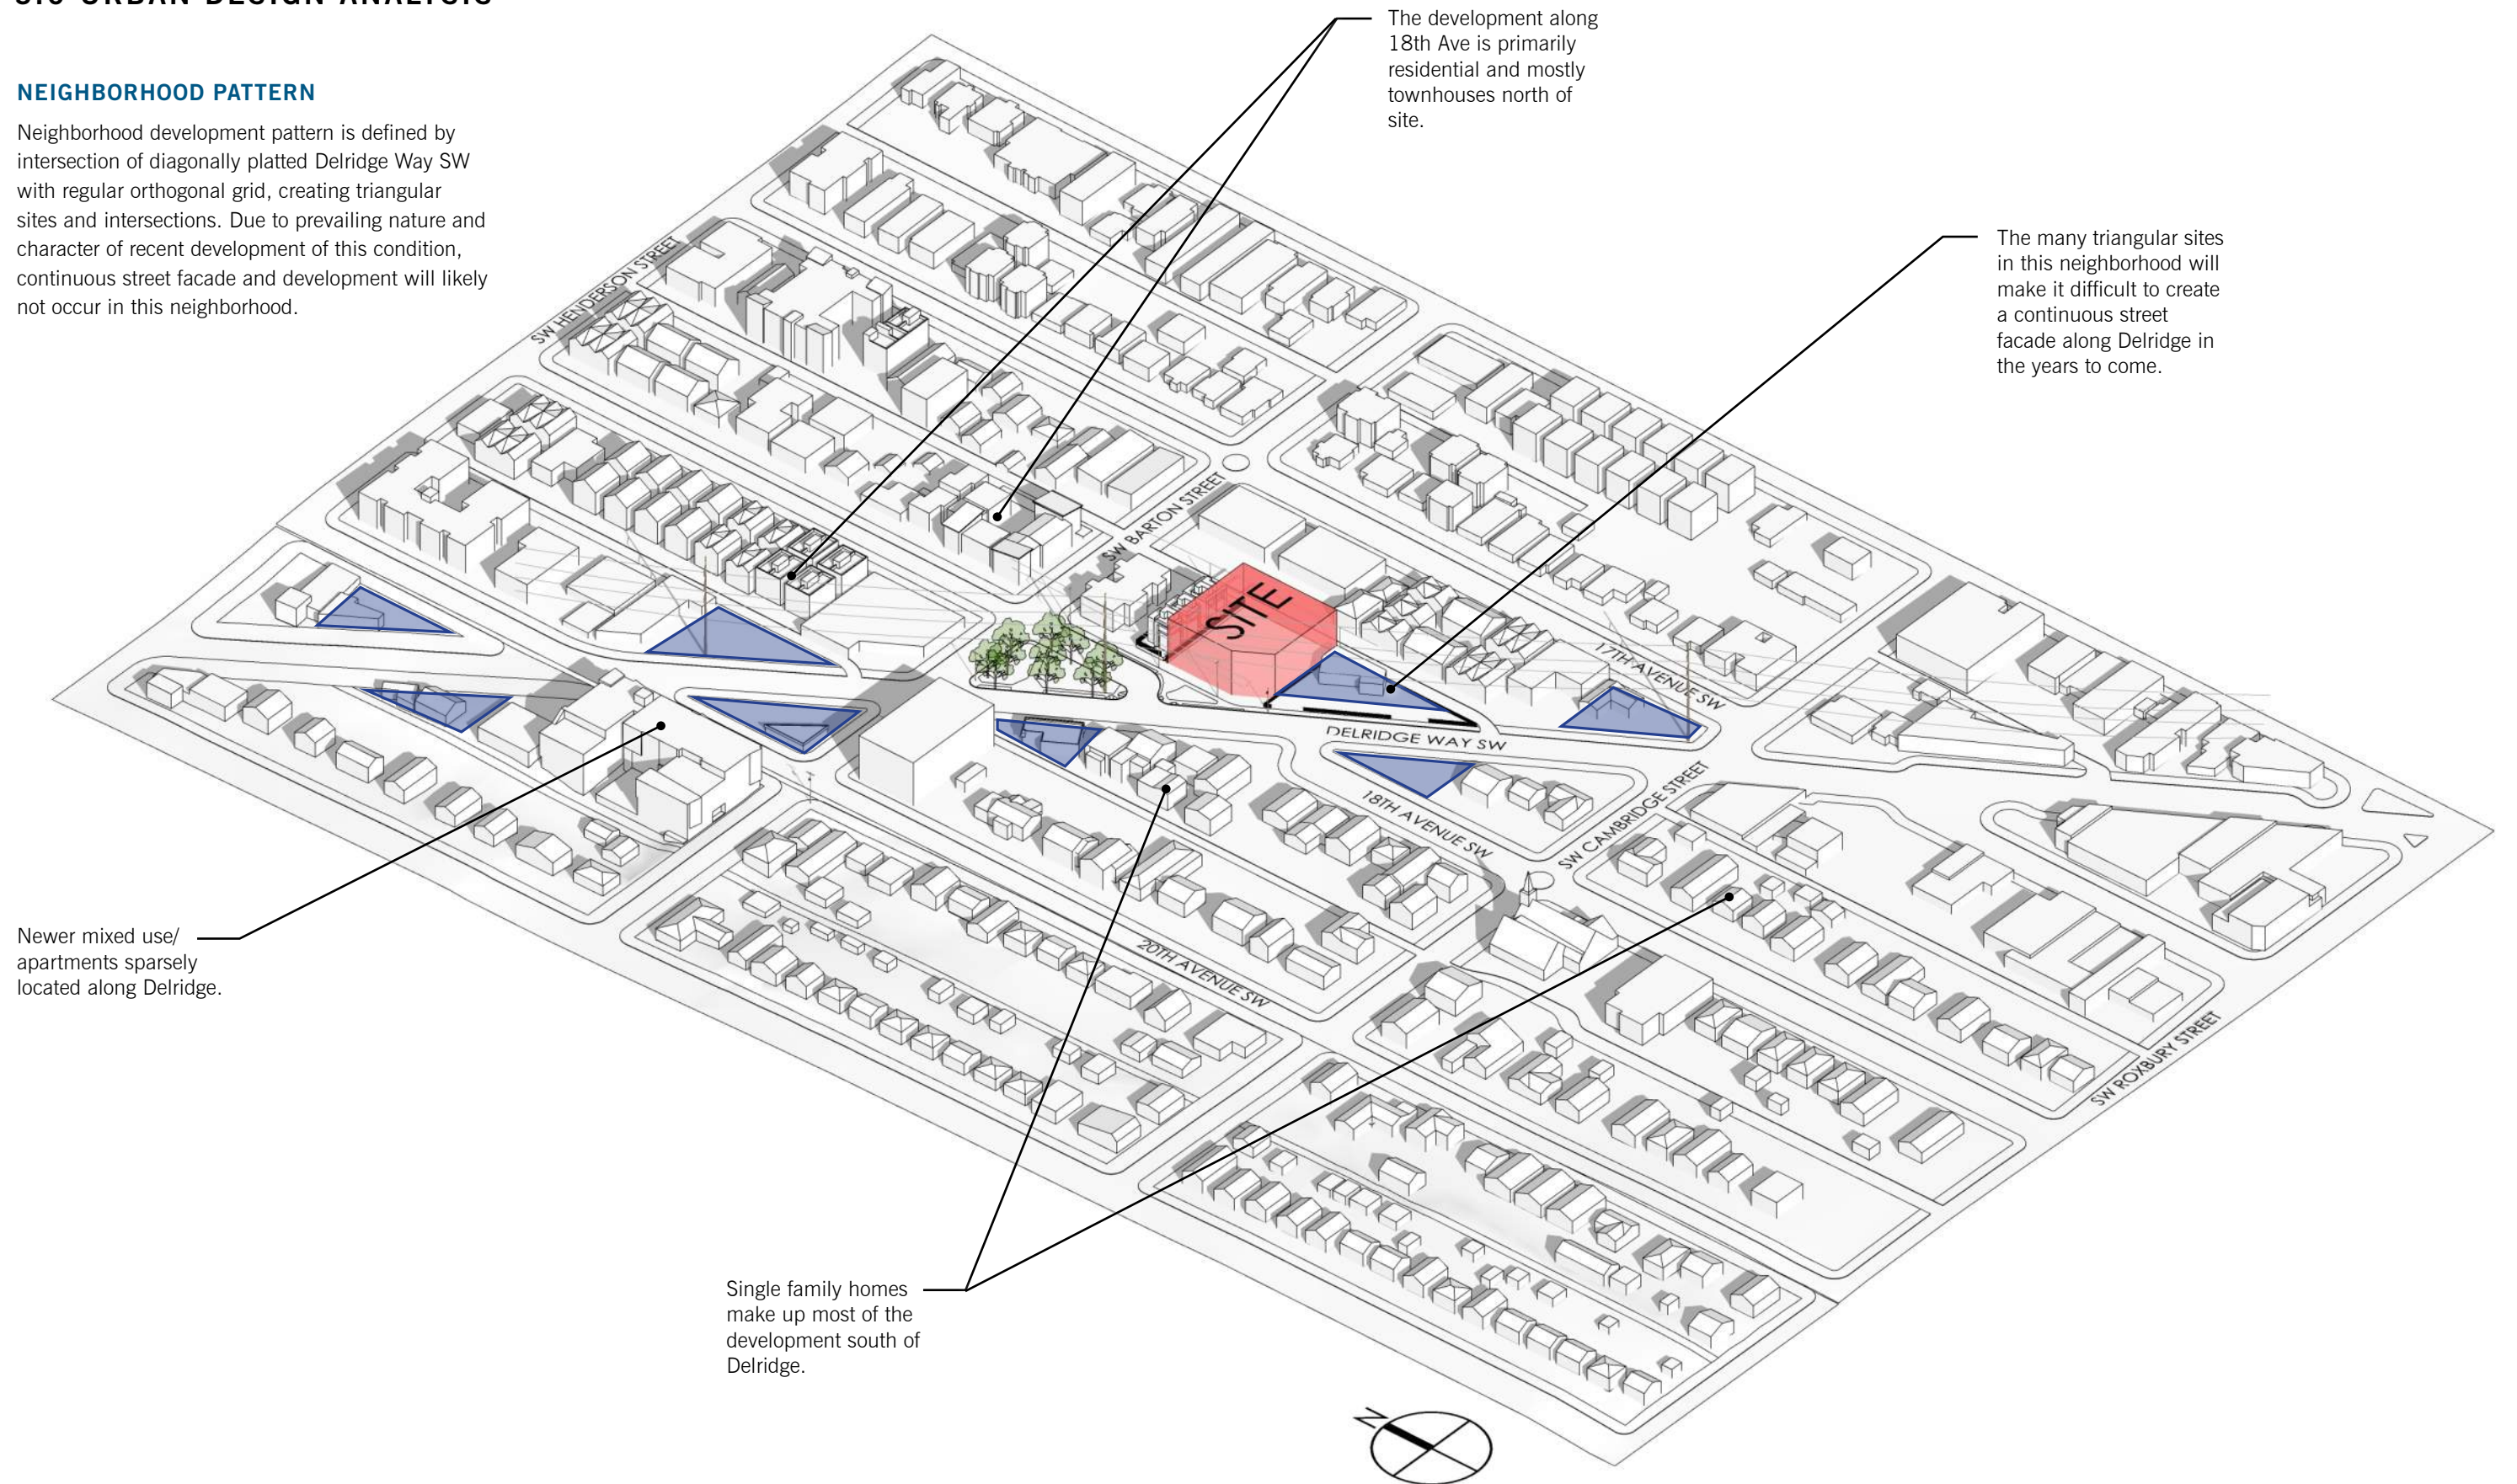 URBAN DESIGN ANALYSIS
NEIGHBORHOOD PATTERN
Neighborhood development pattern is defined by
intersection of diagonally platted Delridge Way SW
with regular orthogonal grid, creating triangular
sites and intersections. Due to prevailing nature and
character of recent development of this condition,
continuous street facade and development will likely
not occur in this neighborhood.
The development along
18th Ave is primarily
residential and mostly
townhouses north of
site.
The many triangular sites
in this neighborhood will
make it difficult to create
a continuous street
facade along Delridge in
the years to come.
SW HENDERSON STREET
SW BARTON STREET
SITE
17TH AVENUE SW
DELRIDGE WAY SW
18TH AVENUE SW
SW CAMBRIDGE STREET
20TH AVENUE SW
SW ROXBURY STREET
Newer mixed use/
apartments sparsely
located along Delridge.
Single family homes
make up most of the
development south of
Delridge.
N